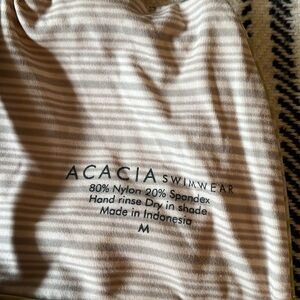 ACACIA SWIMWEAR
80% Nylon 20% Spandex
Hand rinse Dry in shade
Made in Indonesia
M